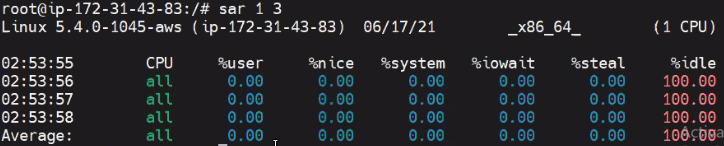 root@ip-172-31-43-83:/# sar 1 3
Linux 5.4.0-1045-aws (ip-172-31-43-83)  06/17/21        _x86_64_        (1 CPU)

02:53:55        CPU     %user     %nice   %system   %iowait    %steal     %idle
02:53:56        all      0.00      0.00      0.00      0.00      0.00    100.00
02:53:57        all      0.00      0.00      0.00      0.00      0.00    100.00
02:53:58        all      0.00      0.00      0.00      0.00      0.00    100.00
Average:        all      0.00      0.00      0.00      0.00      0.00    100.00